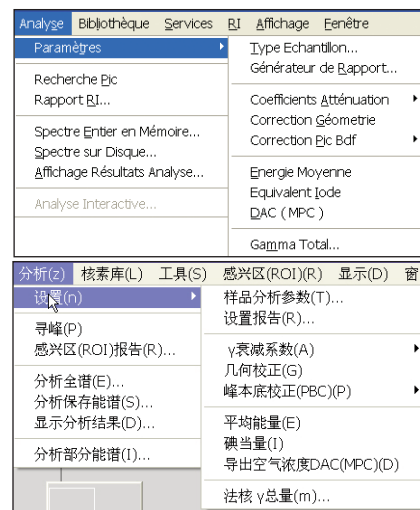 Analyse Bibliothèque Services RI Affichage Fenêtre
Paramètres
Recherche Pic
Rapport RI...
Spectre Entier en Mémoire...
Spectre sur Disque...
Affichage Résultats Analyse...
Analyse Interactive...
Type Echantillon...
Générateur de Rapport...
Coefficients Atténuation
Correction Géometrie
Correction Pic Bdf
Energie Moyenne
Equivalent Iode
DAC ( MPC )
Gamma Total...
分析(z) 核素库(L) 工具(S) 感兴区(ROI)(R) 显示(D) 窗
设置(n)
寻峰(P)
感兴区(ROI)报告(R)...
分析全谱(E)...
分析保存能谱(S)...
显示分析结果(D)...
分析部分能谱(I)...
样品分析参数(T)...
设置报告(R)...
γ衰减系数(A)
几何校正(G)
峰本底校正(PBC)(P)
平均能量(E)
碘当量(I)
导出空气浓度DAC(MPC)(D)
法核 γ总量(m)...